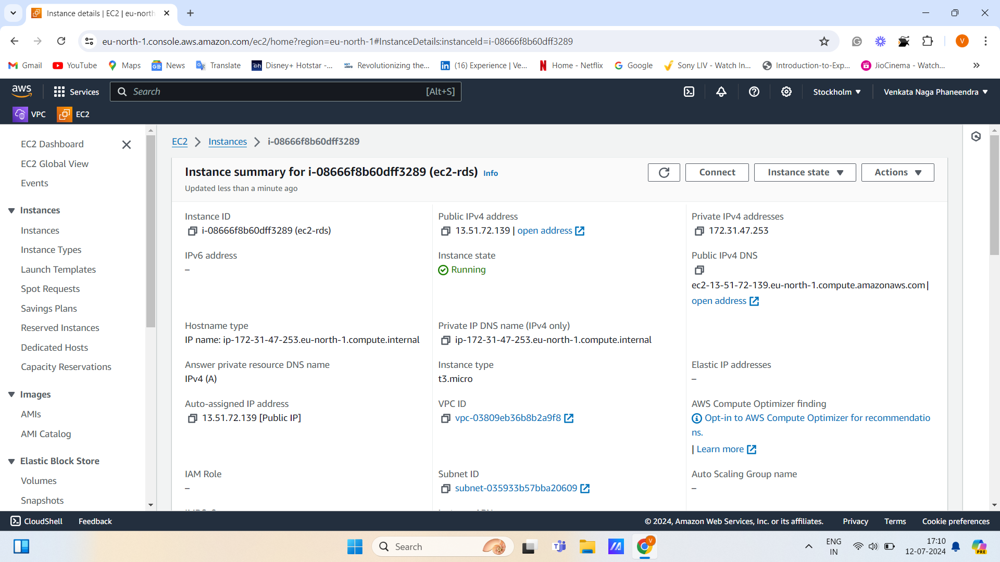 Instance details | EC2 | eu-north
eu-north-1.console.aws.amazon.com/ec2/home?region=eu-north-1#InstanceDetails:instanceId=i-08666f8b60dff3289
V
Gmail
YouTube
Maps
News
Translate
Disney+ Hotstar -...
Revolutionizing the...
(16) Experience | Ve...
Home - Netflix
Google
Sony LIV - Watch In...
Introduction-to-Exp...
JioCinema - Watch...
aws
Services
Search
[Alt+S]
Stockholm
Venkata Naga Phaneendra
VPC
EC2
EC2 Dashboard
EC2 Global View
Events
Instances
Instances
Instance Types
Launch Templates
Spot Requests
Savings Plans
Reserved Instances
Dedicated Hosts
Capacity Reservations
Images
AMIs
AMI Catalog
Elastic Block Store
Volumes
Snapshots
EC2 > Instances > i-08666f8b60dff3289
Instance summary for i-08666f8b60dff3289 (ec2-rds) Info
Updated less than a minute ago
Connect
Instance state
Actions
Instance ID
i-08666f8b60dff3289 (ec2-rds)
Public IPv4 address
13.51.72.139 | open address
Private IPv4 addresses
172.31.47.253
IPv6 address
–
Instance state
Running
Public IPv4 DNS
ec2-13-51-72-139.eu-north-1.compute.amazonaws.com |
open address
Hostname type
IP name: ip-172-31-47-253.eu-north-1.compute.internal
Private IP DNS name (IPv4 only)
ip-172-31-47-253.eu-north-1.compute.internal
Answer private resource DNS name
IPv4 (A)
Instance type
t3.micro
Elastic IP addresses
–
Auto-assigned IP address
13.51.72.139 [Public IP]
VPC ID
vpc-03809eb36b8b2a9f8
AWS Compute Optimizer finding
Opt-in to AWS Compute Optimizer for recommendatio
ns.
| Learn more
IAM Role
–
Subnet ID
subnet-035933b57bba20609
Auto Scaling Group name
–
CloudShell
Feedback
© 2024, Amazon Web Services, Inc. or its affiliates.
Privacy
Terms
Cookie preferences
Search
ENG
IN
17:10
12-07-2024
PRE